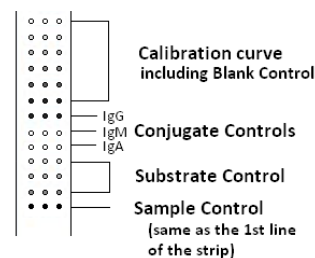 Calibration curve
including Blank Control
IgG
IgM
IgA
Conjugate Controls
Substrate Control
Sample Control
(same as the 1st line
of the strip)